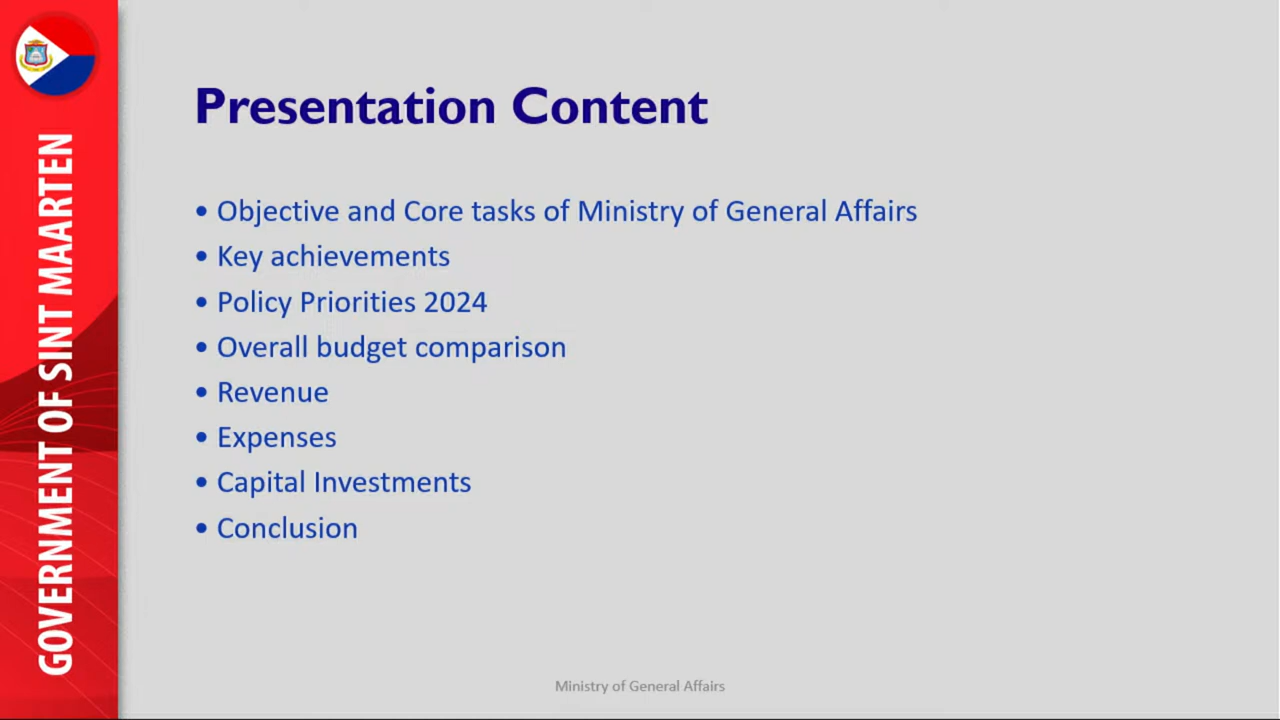 GOVERNMENT OF SINT MAARTEN
Presentation Content
• Objective and Core tasks of Ministry of General Affairs
• Key achievements
• Policy Priorities 2024
• Overall budget comparison
• Revenue
• Expenses
• Capital Investments
• Conclusion
Ministry of General Affairs